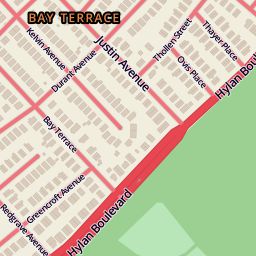 BAY TERRACE
Kelvin Avenue
Durant Avenue
Justin Avenue
Thollen Street
Thayer Place
Ovis Place
Hylan Bou
Bay Terrace
Greencroft Avenue
Redgrave Avenue
Hylan Boulevard